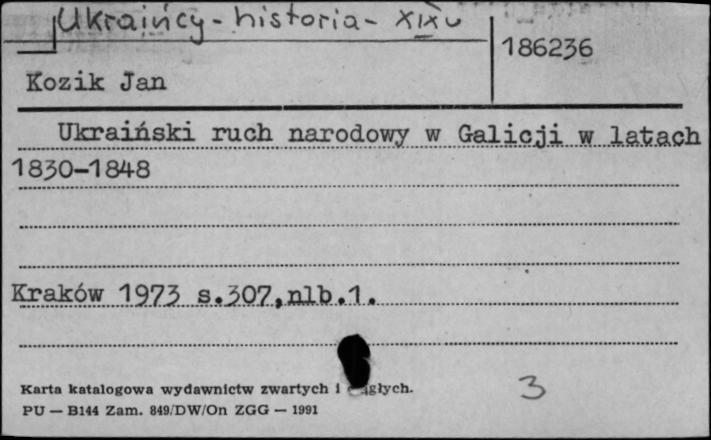 Ukraińcy - historia - XIXw
186236
Kozik Jan
Ukraiński ruch narodowy w Galicji w latach
1830-1848
Kraków 1973 s.307,nlb.1.
Karta katalogowa wydawnictw zwartych i
3
PU — B144 Zam. 849/DW/On ZGG — 1991